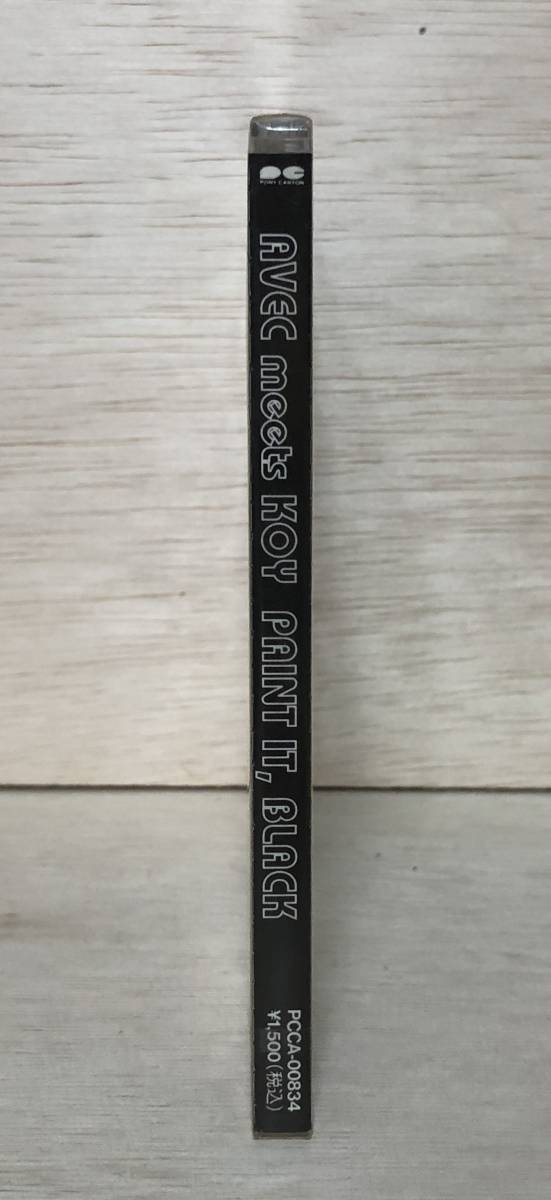 PONY CANYON
AVEC meets KOY PAINT IT, BLACK
PCCA-00834
¥1,500(税込)